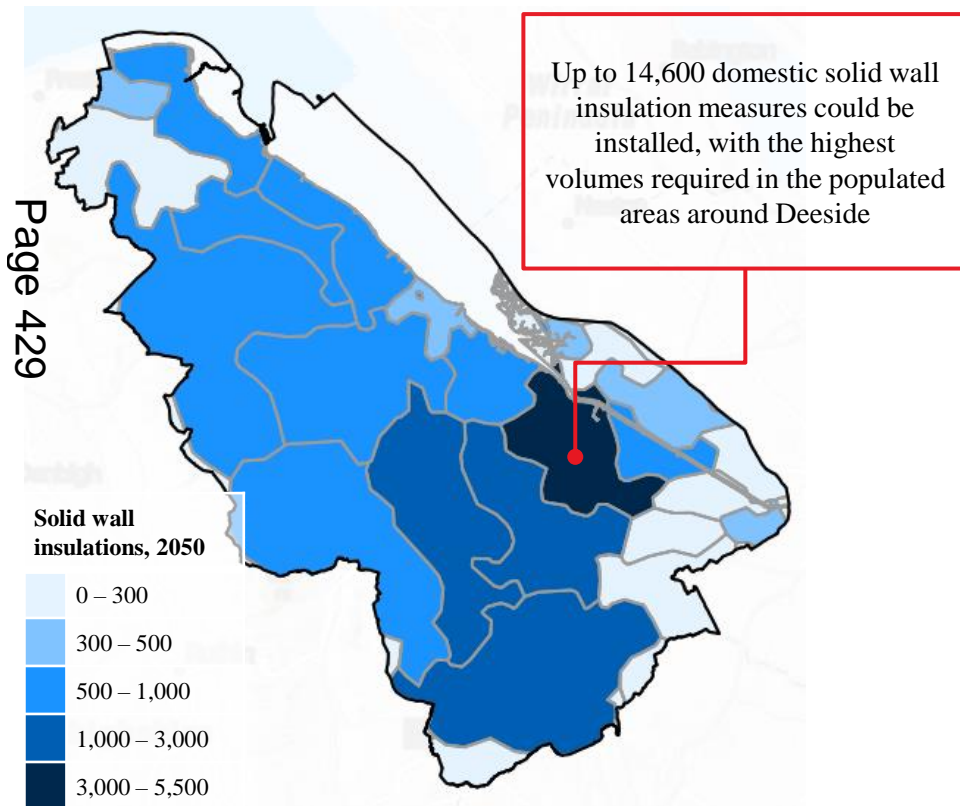 Up to 14,600 domestic solid wall
insulation measures could be
installed, with the highest
volumes required in the populated
areas around Deeside
Page 429
Solid wall
insulations, 2050
0 – 300
300 – 500
500 – 1,000
1,000 – 3,000
3,000 – 5,500